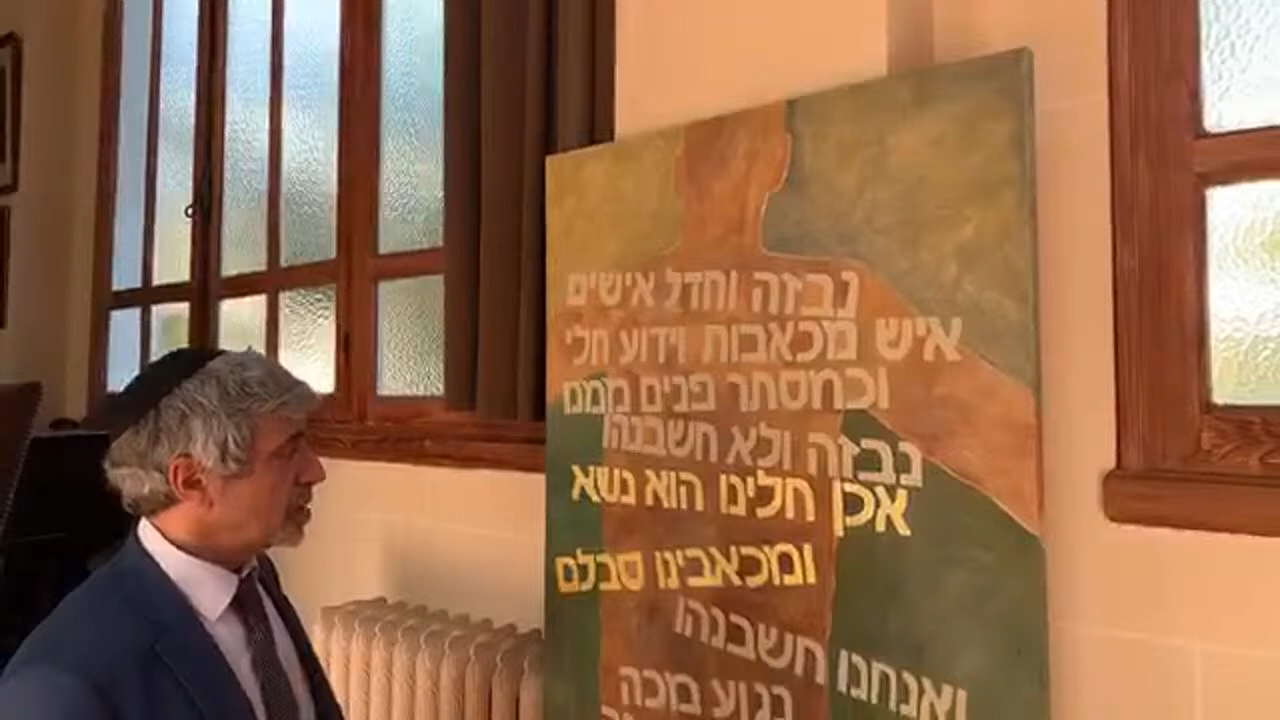 נבזה וחדל אישים
איש מכאבות וידוע חלי
וכמסתר פנים ממנו
נבזה ולא חשבנהו
אכן חלינו הוא נשא
ומכאבינו סבלם
ואנחנו חשבנהו
נגוע מכה